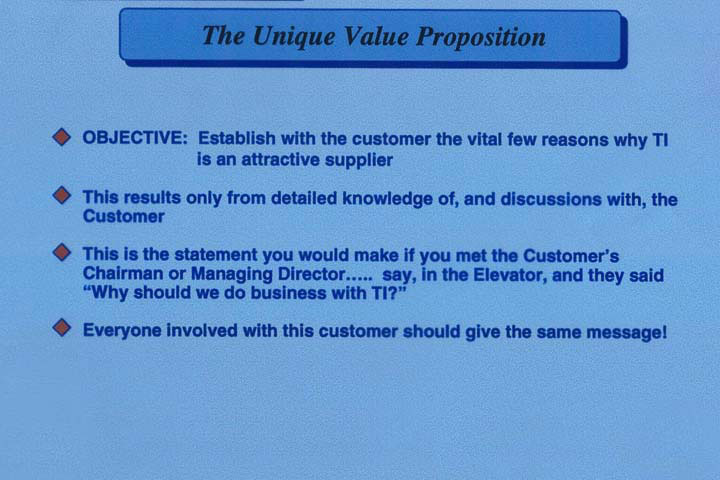 The Unique Value Proposition
OBJECTIVE: Establish with the customer the vital few reasons why TI
is an attractive supplier
This results only from detailed knowledge of, and discussions with, the
Customer
This is the statement you would make if you met the Customer's
Chairman or Managing Director..... say, in the Elevator, and they said
“Why should we do business with TI?”
Everyone involved with this customer should give the same message!